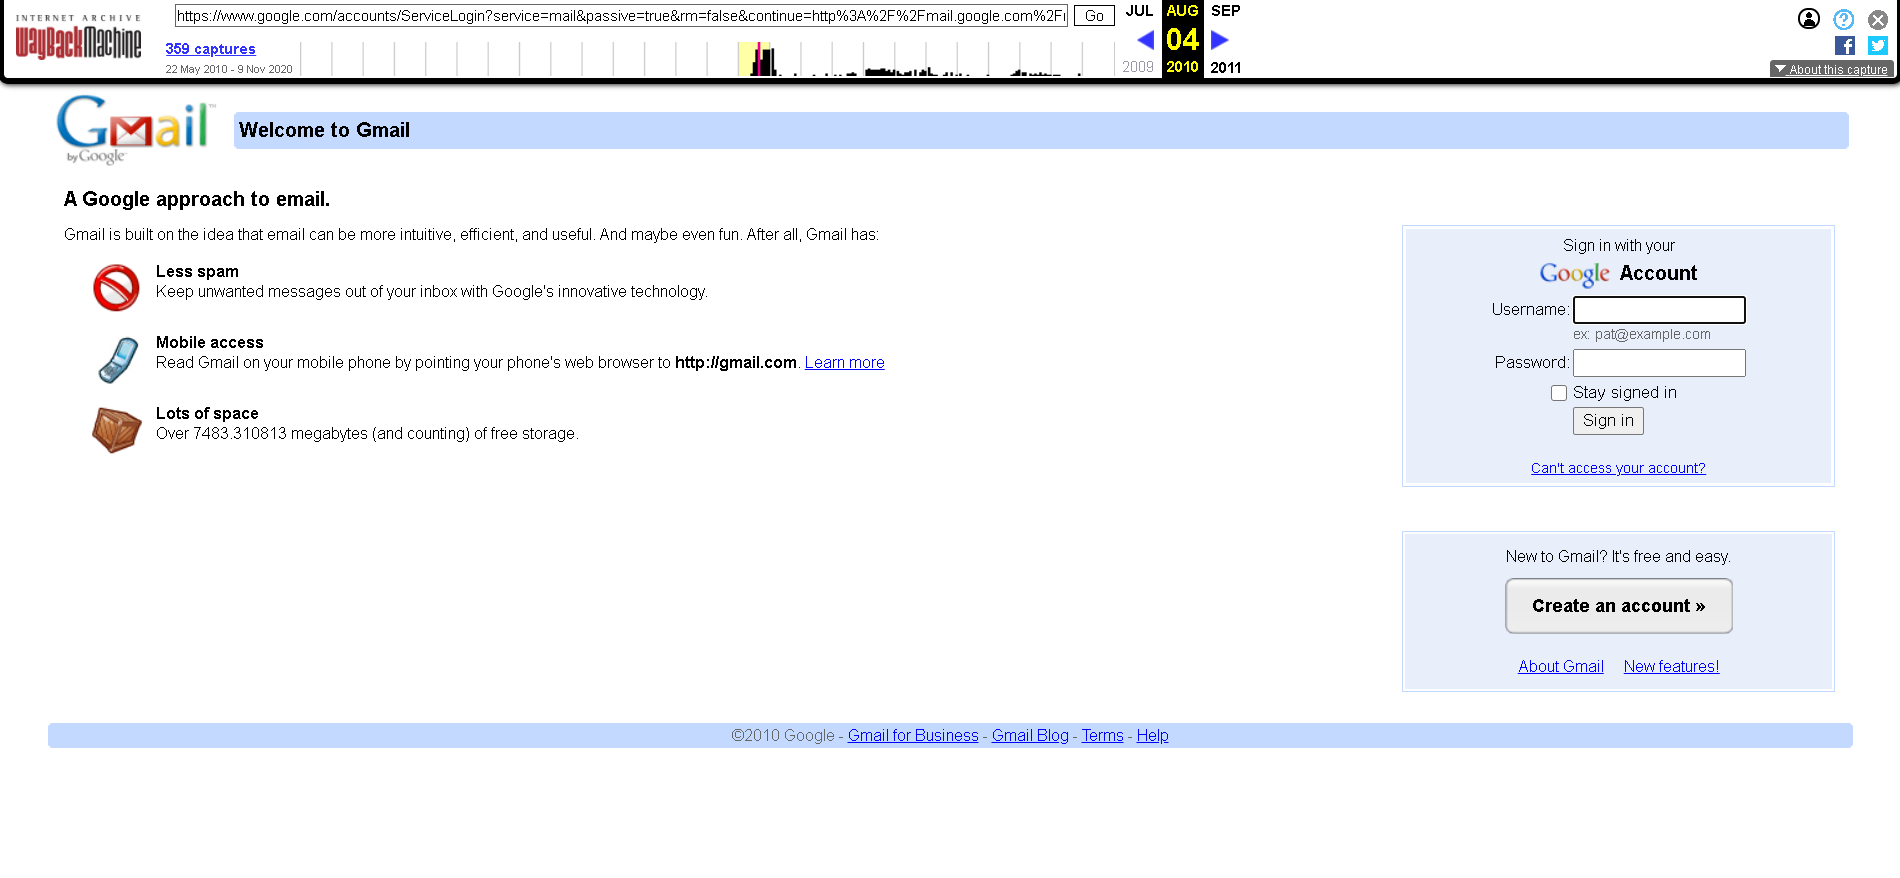 INTERNET ARCHIVE
WayBackMachine
https://www.google.com/accounts/ServiceLogin?service=mail&passive=true&rm=false&continue=http%3A%2F%2Fmail.google.com%2F
Go
359 captures
22 May 2010 - 9 Nov 2020
JUL AUG SEP
04
2009 2010 2011
About this capture
Gmail™
by Google
Welcome to Gmail
A Google approach to email.
Gmail is built on the idea that email can be more intuitive, efficient, and useful. And maybe even fun. After all, Gmail has:
Less spam
Keep unwanted messages out of your inbox with Google's innovative technology.
Mobile access
Read Gmail on your mobile phone by pointing your phone's web browser to http://gmail.com. Learn more
Lots of space
Over 7483.310813 megabytes (and counting) of free storage.
Sign in with your
Google Account
Username:
ex: pat@example.com
Password:
Stay signed in
Sign in
Can't access your account?
New to Gmail? It's free and easy.
Create an account »
About Gmail New features!
©2010 Google - Gmail for Business - Gmail Blog - Terms - Help